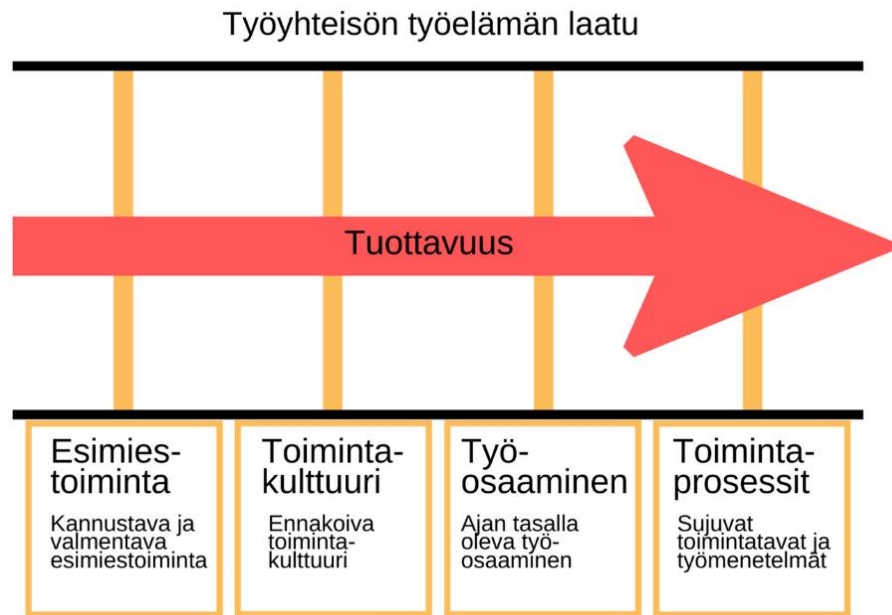 Työyhteisön työelämän laatu
Tuottavuus
Esimies-
toiminta
Kannustava ja
valmentava
esimiestoiminta
Toiminta-
kulttuuri
Ennakoiva
toiminta-
kulttuuri
Työ-
osaaminen
Ajan tasalla
oleva työ-
osaaminen
Toiminta-
prosessit
Sujuvat
toimintatavat ja
työmenetelmät